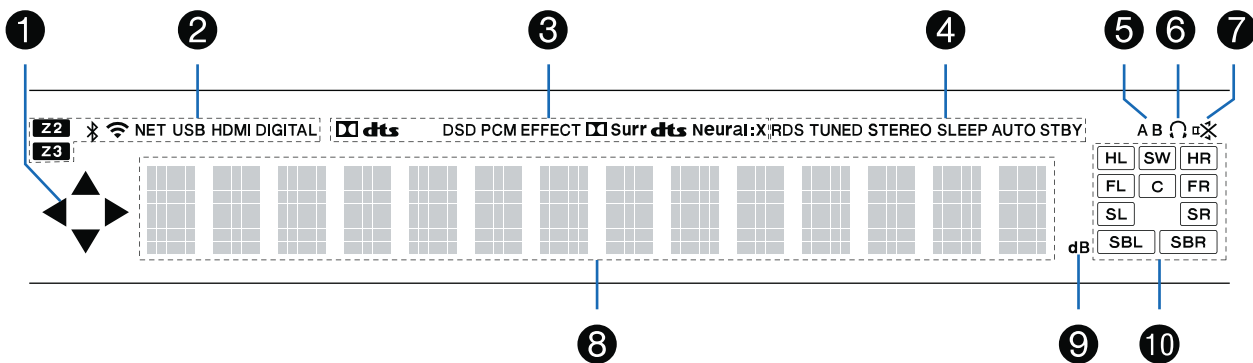 1 2 3 4 5 6 7
Z2 NET USB HDMI DIGITAL dts DSD PCM EFFECT Surr dts Neural:X RDS TUNED STEREO SLEEP AUTO STBY A B
Z3
HL SW HR
FL C FR
SL SR
SBL SBR
dB
8 9 10